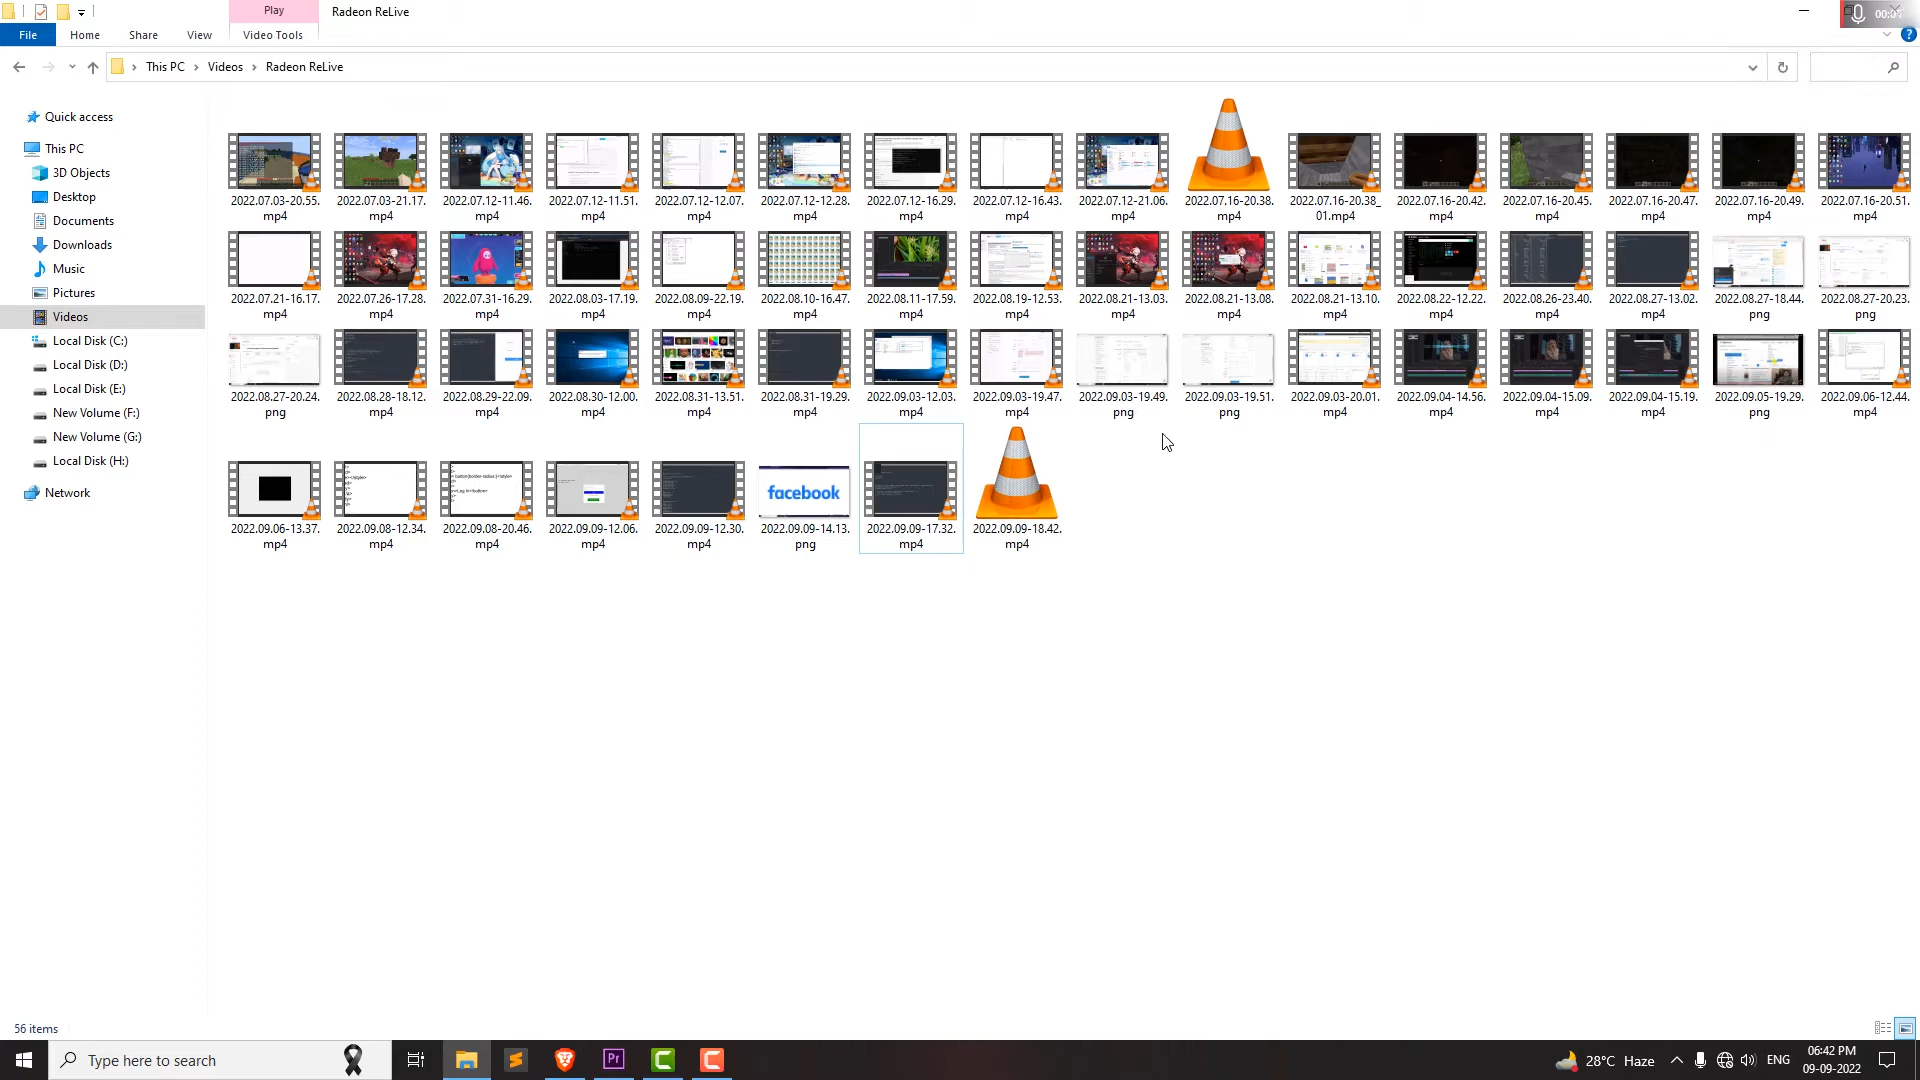 Play
Radeon ReLive
00:0
File
Home
Share
View
Video Tools
This PC
Videos
Radeon ReLive
Quick access
This PC
3D Objects
Desktop
Documents
Downloads
Music
Pictures
Videos
Local Disk (C:)
Local Disk (D:)
Local Disk (E:)
New Volume (F:)
New Volume (G:)
Local Disk (H:)
Network
2022.07.03-20.55.
mp4
2022.07.03-21.17.
mp4
2022.07.12-11.46.
mp4
2022.07.12-11.51.
mp4
2022.07.12-12.07.
mp4
2022.07.12-12.28.
mp4
2022.07.12-16.29.
mp4
2022.07.12-16.43.
mp4
2022.07.12-21.06.
mp4
2022.07.16-20.38.
mp4
2022.07.16-20.38_
01.mp4
2022.07.16-20.42.
mp4
2022.07.16-20.45.
mp4
2022.07.16-20.47.
mp4
2022.07.16-20.49.
mp4
2022.07.16-20.51.
mp4
2022.07.21-16.17.
mp4
2022.07.26-17.28.
mp4
2022.07.31-16.29.
mp4
2022.08.03-17.19.
mp4
2022.08.09-22.19.
mp4
2022.08.10-16.47.
mp4
2022.08.11-17.59.
mp4
2022.08.19-12.53.
mp4
2022.08.21-13.03.
mp4
2022.08.21-13.08.
mp4
2022.08.21-13.10.
mp4
2022.08.22-12.22.
mp4
2022.08.26-23.40.
mp4
2022.08.27-13.02.
mp4
2022.08.27-18.44.
png
2022.08.27-20.23.
png
2022.08.27-20.24.
png
2022.08.28-18.12.
mp4
2022.08.29-22.09.
mp4
2022.08.30-12.00.
mp4
2022.08.31-13.51.
mp4
2022.08.31-19.29.
mp4
2022.09.03-12.03.
mp4
2022.09.03-19.47.
mp4
2022.09.03-19.49.
png
2022.09.03-19.51.
png
2022.09.03-20.01.
mp4
2022.09.04-14.56.
mp4
2022.09.04-15.09.
mp4
2022.09.04-15.19.
mp4
2022.09.05-19.29.
png
2022.09.06-12.44.
mp4
facebook
2022.09.06-13.37.
mp4
2022.09.08-12.34.
mp4
2022.09.08-20.46.
mp4
2022.09.09-12.06.
mp4
2022.09.09-12.30.
mp4
2022.09.09-14.13.
png
2022.09.09-17.32.
mp4
2022.09.09-18.42.
mp4
56 items
Type here to search
Pr
28°C Haze
ENG
06:42 PM
09-09-2022